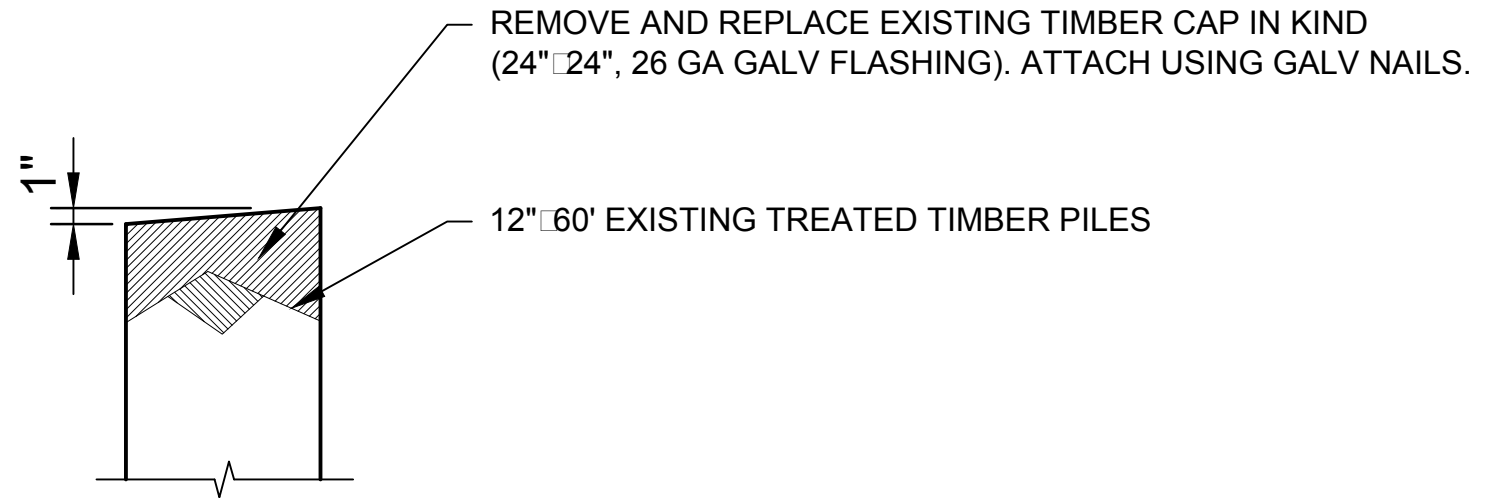 REMOVE AND REPLACE EXISTING TIMBER CAP IN KIND
(24"□24", 26 GA GALV FLASHING). ATTACH USING GALV NAILS.
1"
12"□60' EXISTING TREATED TIMBER PILES